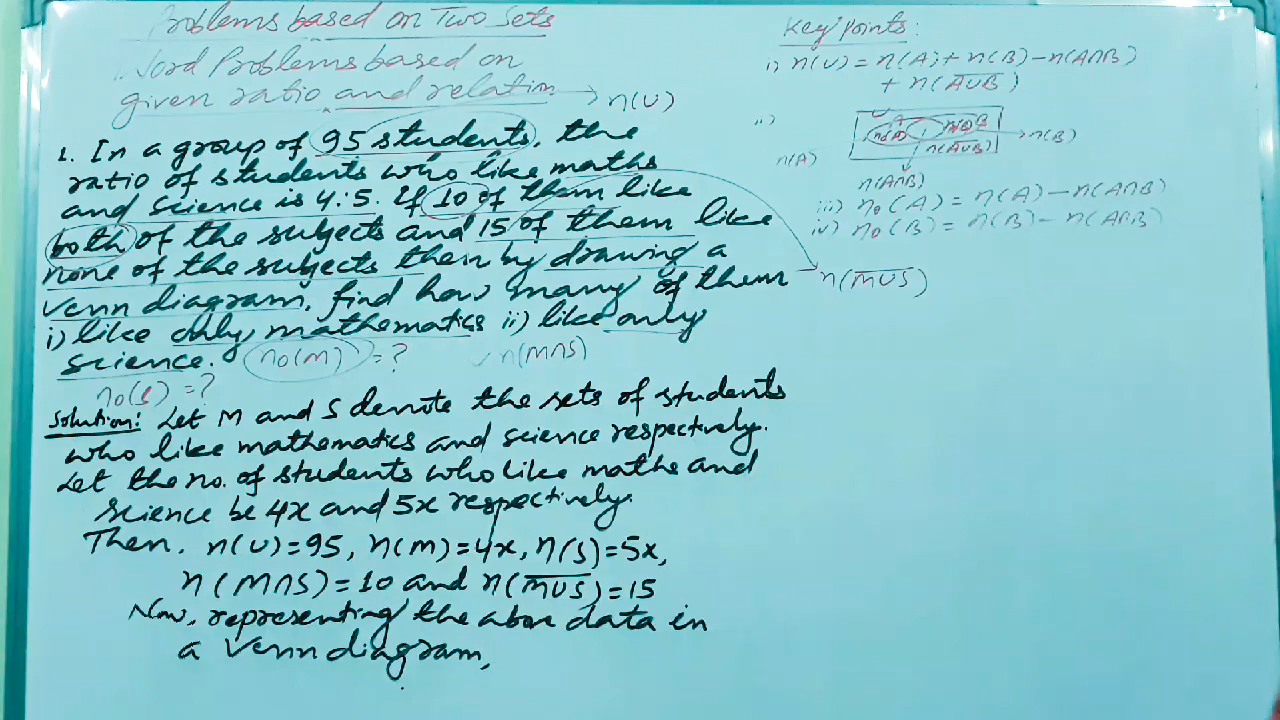 Problems based on Two Sets
Word Problems based on
given ratio and relation → n(U)
1. In a group of 95 students, the
ratio of students who like maths
and science is 4:5. If 10 of them like
both of the subjects and 15 of them like
none of the subjects then by drawing a
venn diagram, find how many of them → n(M̅U̅S̅)
i) like only mathematics ii) like only
science. n₀(M) = ? ✓ n(M∩S)
n₀(S) = ?
Solution: Let M and S denote the sets of students
who like mathematics and science respectively.
Let the no. of students who like maths and
science be 4x and 5x respectively.
Then, n(U)=95, n(M)=4x, n(S)=5x,
n(M∩S)=10 and n(M̅U̅S̅)=15
Now, representing the above data in
a Venn diagram,
Key points:
i) n(U) = n(A) + n(B) – n(A∩B)
+ n(A̅U̅B̅)
ii)
U
n(A)
n(B)
n(A̅U̅B̅)
n(A∩B)
iii) n₀(A) = n(A) – n(A∩B)
iv) n₀(B) = n(B) – n(A∩B)